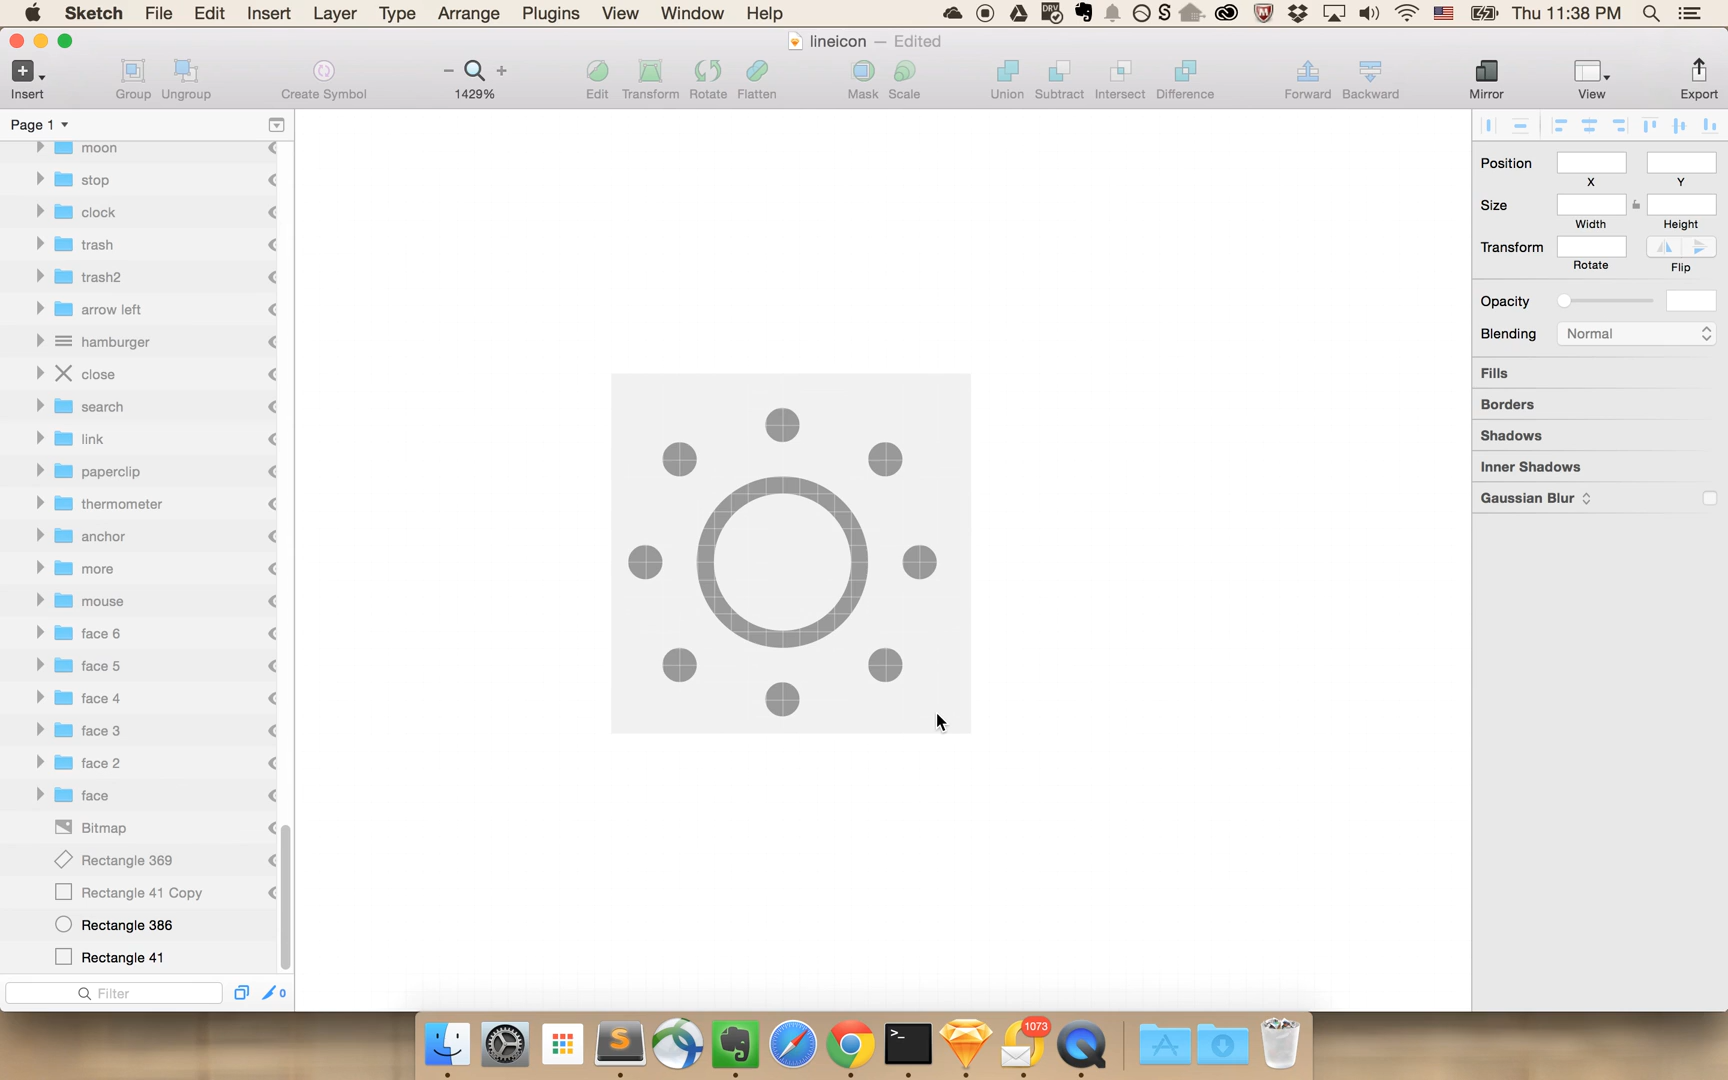 Sketch File Edit Insert Layer Type Arrange Plugins View Window Help DRV S Thu 11:38 PM
lineicon — Edited
Insert Group Ungroup Create Symbol 1429% Edit Transform Rotate Flatten Mask Scale Union Subtract Intersect Difference Forward Backward Mirror View Export
Page 1
moon
stop
clock
trash
trash2
arrow left
hamburger
close
search
link
paperclip
thermometer
anchor
more
mouse
face 6
face 5
face 4
face 3
face 2
face
Bitmap
Rectangle 369
Rectangle 41 Copy
Rectangle 386
Rectangle 41
Filter 0
Position
X Y
Size
Width Height
Transform
Rotate Flip
Opacity
Blending Normal
Fills
Borders
Shadows
Inner Shadows
Gaussian Blur
S >_ 1073